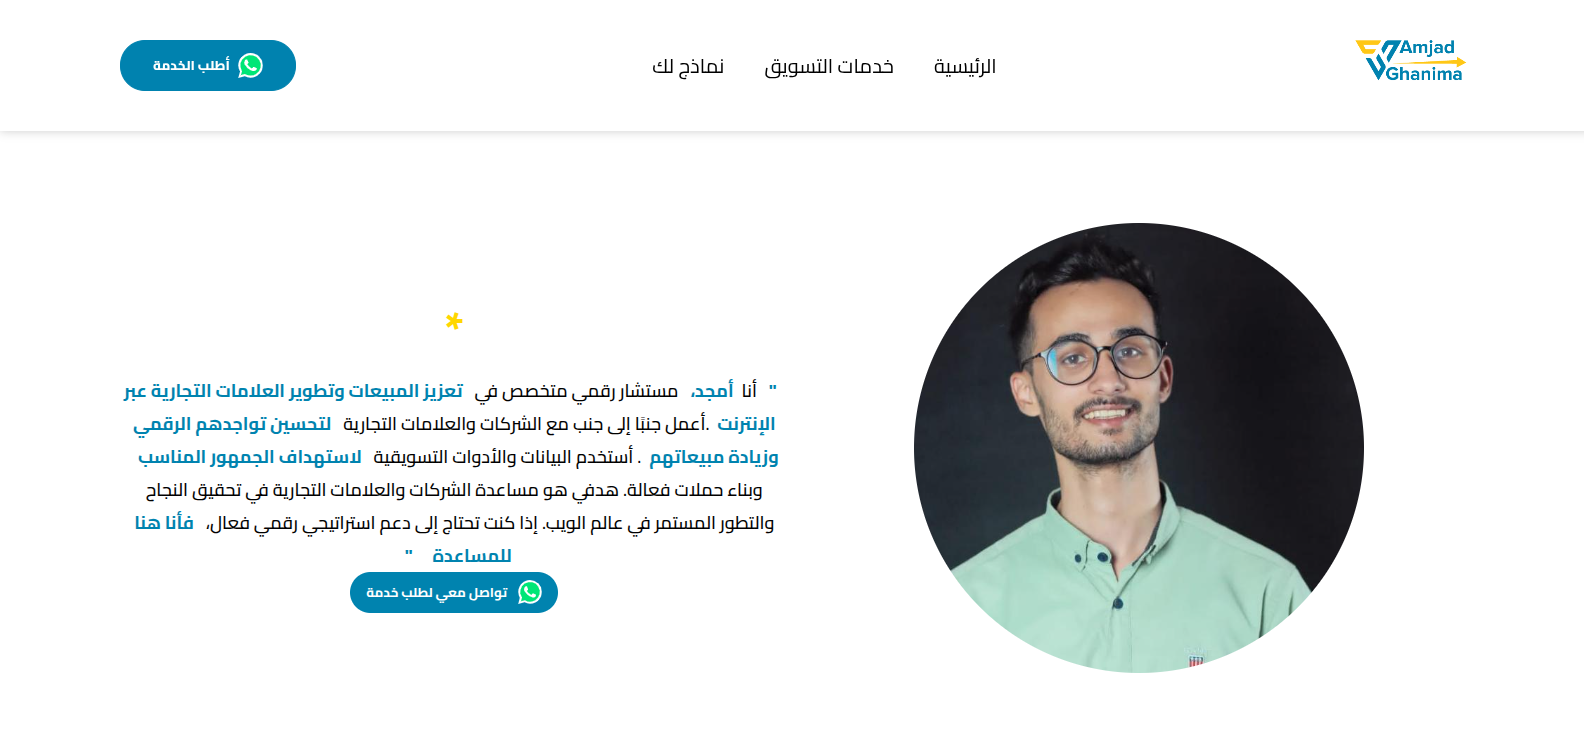 Amjad
Ghanima
الرئيسية
خدمات التسويق
نماذج لك
أطلب الخدمة
*
" أنا أمجد، مستشار رقمي متخصص في تعزيز المبيعات وتطوير العلامات التجارية عبر
الإنترنت .أعمل جنبًا إلى جنب مع الشركات والعلامات التجارية لتحسين تواجدهم الرقمي
وزيادة مبيعاتهم . أستخدم البيانات والأدوات التسويقية لاستهداف الجمهور المناسب
وبناء حملات فعالة. هدفي هو مساعدة الشركات والعلامات التجارية في تحقيق النجاح
والتطور المستمر في عالم الويب. إذا كنت تحتاج إلى دعم استراتيجي رقمي فعال، فأنا هنا
للمساعدة "
تواصل معي لطلب خدمة